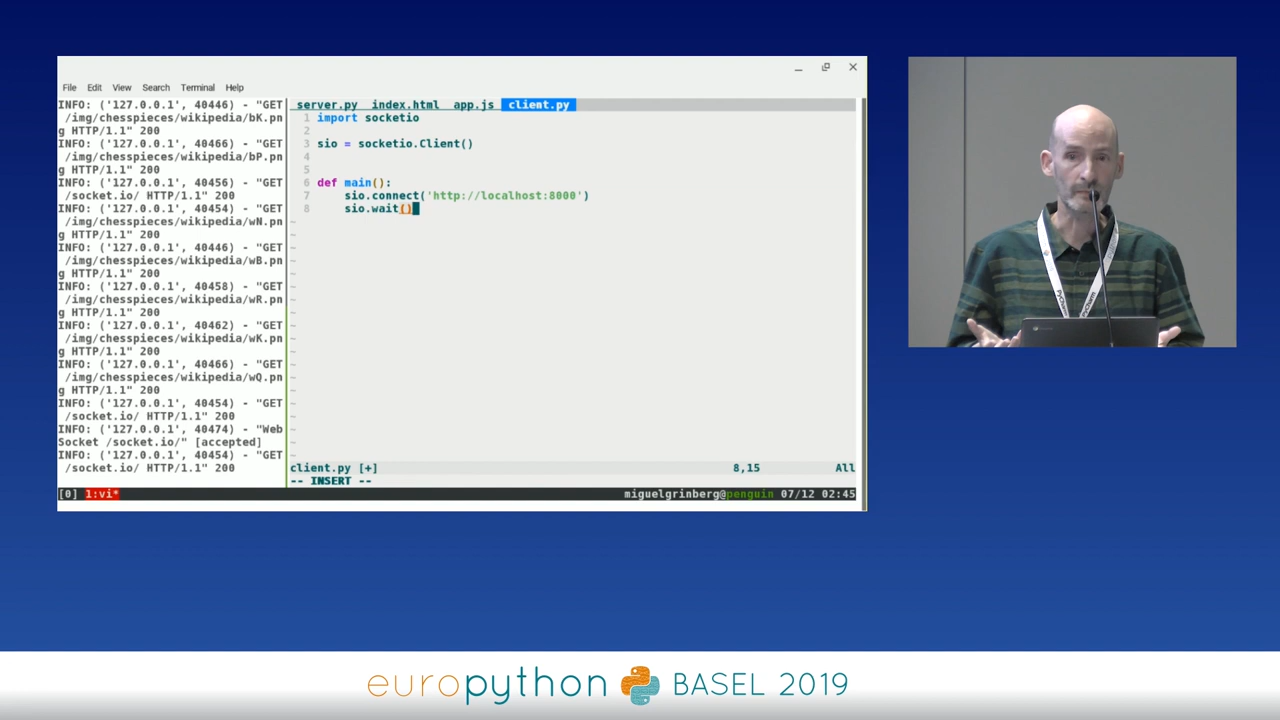 File Edit View Search Terminal Help
INFO: ('127.0.0.1', 40446) - "GET
/img/chesspieces/wikipedia/bK.pn
g HTTP/1.1" 200
INFO: ('127.0.0.1', 40466) - "GET
/img/chesspieces/wikipedia/bP.pn
g HTTP/1.1" 200
INFO: ('127.0.0.1', 40456) - "GET
/socket.io/ HTTP/1.1" 200
INFO: ('127.0.0.1', 40454) - "GET
/img/chesspieces/wikipedia/wN.pn
g HTTP/1.1" 200
INFO: ('127.0.0.1', 40446) - "GET
/img/chesspieces/wikipedia/wB.pn
g HTTP/1.1" 200
INFO: ('127.0.0.1', 40458) - "GET
/img/chesspieces/wikipedia/wR.pn
g HTTP/1.1" 200
INFO: ('127.0.0.1', 40462) - "GET
/img/chesspieces/wikipedia/wK.pn
g HTTP/1.1" 200
INFO: ('127.0.0.1', 40466) - "GET
/img/chesspieces/wikipedia/wQ.pn
g HTTP/1.1" 200
INFO: ('127.0.0.1', 40454) - "GET
/socket.io/ HTTP/1.1" 200
INFO: ('127.0.0.1', 40474) - "Web
Socket /socket.io/" [accepted]
INFO: ('127.0.0.1', 40454) - "GET
/socket.io/ HTTP/1.1" 200
server.py index.html app.js client.py
1 import socketio
2
3 sio = socketio.Client()
4
5
6 def main():
7     sio.connect('http://localhost:8000')
8     sio.wait()
client.py [+] 8,15 All
-- INSERT --
[0] 1:vi* miguelgrinberg@penguin 07/12 02:45
PyCharm
PyCharm
europython BASEL 2019